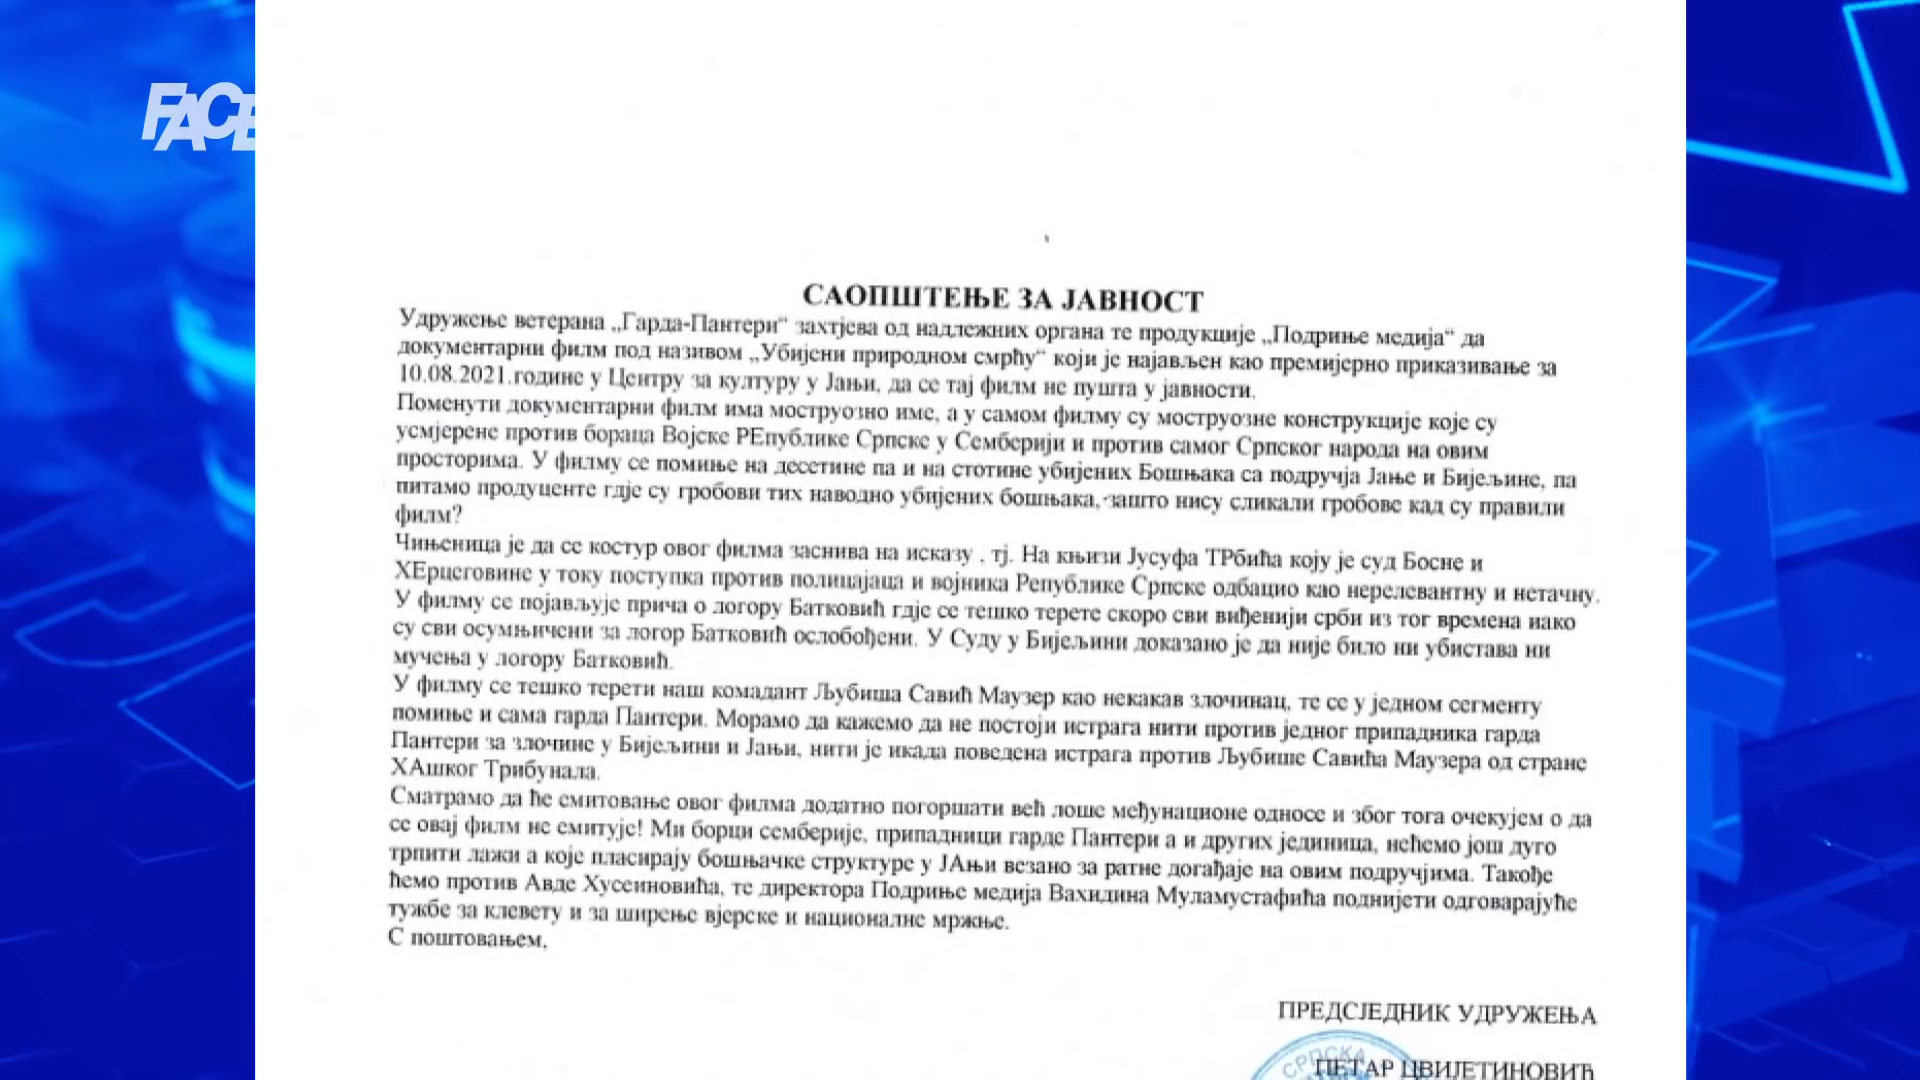 FACE
САОПШТЕЊЕ ЗА ЈАВНОСТ
Удружење ветерана „Гарда-Пантери“ захтјева од надлежних органа те продукције „Подриње медија“ да
документарни филм под називом „Убијени природном смрћу“ који је најављен као премијерно приказивање за
10.08.2021.године у Центру за културу у Јањи, да се тај филм не пушта у јавности.
Поменути документарни филм има моструозно име, а у самом филму су моструозне конструкције које су
усмјерене против бораца Војске РЕпублике Српске у Семберији и против самог Српског народа на овим
просторима. У филму се помиње на десетине па и на стотине убијених Бошњака са подручја Јање и Бијељине, па
питамо продуценте гдје су гробови тих наводно убијених бошњака, зашто нису сликали гробове кад су правили
филм?
Чињеница је да се костур овог филма заснива на исказу , тј. На књизи Јусуфа ТРбића коју је суд Босне и
ХЕрцеговине у току поступка против полицајаца и војника Републике Српске одбацио као нерелевантну и нетачну.
У филму се појављује прича о логору Батковић гдје се тешко терете скоро сви виђенији срби из тог времена иако
су сви осумњичени за логор Батковић ослобођени. У Суду у Бијељини доказано је да није било ни убистава ни
мучења у логору Батковић.
У филму се тешко терети наш комадант Љубиша Савић Маузер као некакав злочинац, те се у једном сегменту
помиње и сама гарда Пантери. Морамо да кажемо да не постоји истрага нити против једног припадника гарда
Пантери за злочине у Бијељини и Јањи, нити је икада поведена истрага против Љубише Савића Маузера од стране
ХАшког Трибунала.
Сматрамо да ће емитовање овог филма додатно погоршати већ лоше међунационе односе и због тога очекујем о да
се овај филм не емитује! Ми борци семберије, припадници гарде Пантери а и других јединица, нећемо још дуго
трпити лажи а које пласирају бошњачке структуре у ЈАњи везано за ратне догађаје на овим подручјима. Такође
ћемо против Авде Хусеиновића, те директора Подриње медија Вахидина Муламустафића поднијети одговарајуће
тужбе за клевету и за ширење вјерске и националне мржње.
С поштовањем,
ПРЕДСЈЕДНИК УДРУЖЕЊА
СРПСКА
ПЕТАР ЦВИЈЕТИНОВИЋ